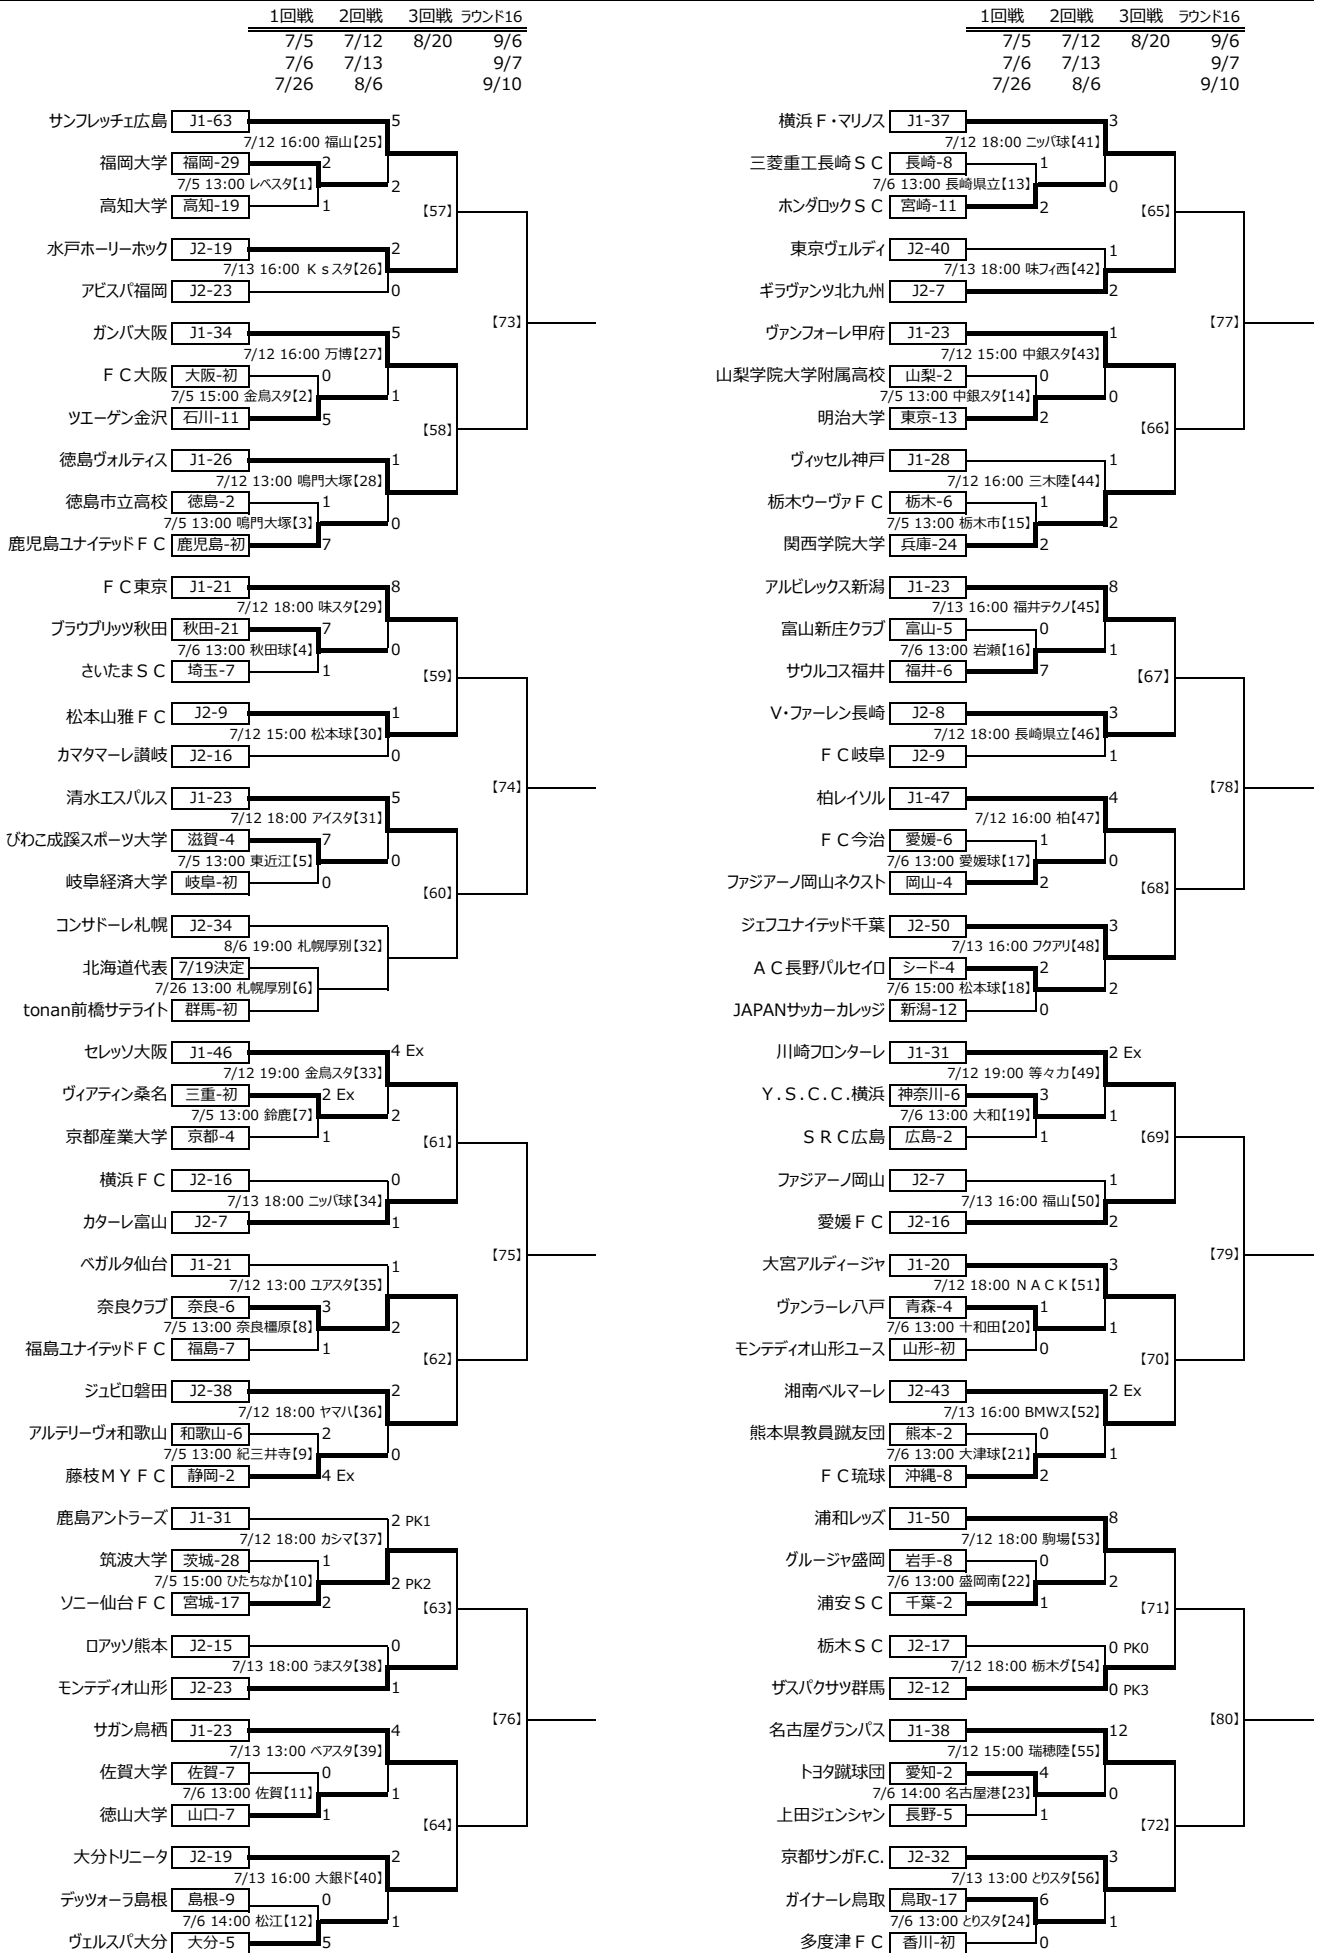 1回戦 2回戦 3回戦 ラウンド16
7/5 7/12 8/20 9/6
7/6 7/13 9/7
7/26 8/6 9/10
サンフレッチェ広島 J1-63 5
7/12 16:00 福山【25】
福岡大学 福岡-29 2
7/5 13:00 レベスタ【1】 2
高知大学 高知-19 1
【57】
水戸ホーリーホック J2-19 2
7/13 16:00 Ｋｓスタ【26】
アビスパ福岡 J2-23 0
【73】
ガンバ大阪 J1-34 5
7/12 16:00 万博【27】
ＦＣ大阪 大阪-初 0
7/5 15:00 金鳥スタ【2】 1
ツエーゲン金沢 石川-11 5
【58】
徳島ヴォルティス J1-26 1
7/12 13:00 鳴門大塚【28】
徳島市立高校 徳島-2 1
7/5 13:00 鳴門大塚【3】 0
鹿児島ユナイテッドＦＣ 鹿児島-初 7
ＦＣ東京 J1-21 8
7/12 18:00 味スタ【29】
ブラウブリッツ秋田 秋田-21 7
7/6 13:00 秋田球【4】 0
さいたまＳＣ 埼玉-7 1
【59】
松本山雅ＦＣ J2-9 1
7/12 15:00 松本球【30】
カマタマーレ讃岐 J2-16 0
【74】
清水エスパルス J1-23 5
7/12 18:00 アイスタ【31】
びわこ成蹊スポーツ大学 滋賀-4 7
7/5 13:00 東近江【5】 0
岐阜経済大学 岐阜-初 0
【60】
コンサドーレ札幌 J2-34
8/6 19:00 札幌厚別【32】
北海道代表 7/19決定
7/26 13:00 札幌厚別【6】
tonan前橋サテライト 群馬-初
セレッソ大阪 J1-46 4 Ex
7/12 19:00 金鳥スタ【33】
ヴィアティン桑名 三重-初 2 Ex
7/5 13:00 鈴鹿【7】 2
京都産業大学 京都-4 1
【61】
横浜ＦＣ J2-16 0
7/13 18:00 ニッパ球【34】
カターレ富山 J2-7 1
【75】
ベガルタ仙台 J1-21 1
7/12 13:00 ユアスタ【35】
奈良クラブ 奈良-6 3
7/5 13:00 奈良橿原【8】 2
福島ユナイテッドＦＣ 福島-7 1
【62】
ジュビロ磐田 J2-38 2
7/12 18:00 ヤマハ【36】
アルテリーヴォ和歌山 和歌山-6 2
7/5 13:00 紀三井寺【9】 0
藤枝ＭＹＦＣ 静岡-2 4 Ex
鹿島アントラーズ J1-31 2 PK1
7/12 18:00 カシマ【37】
筑波大学 茨城-28 1
7/5 15:00 ひたちなか【10】 2 PK2
ソニー仙台ＦＣ 宮城-17 2
【63】
ロアッソ熊本 J2-15 0
7/13 18:00 うまスタ【38】
モンテディオ山形 J2-23 1
【76】
サガン鳥栖 J1-23 4
7/13 13:00 ベアスタ【39】
佐賀大学 佐賀-7 0
7/6 13:00 佐賀【11】 1
徳山大学 山口-7 1
【64】
大分トリニータ J2-19 2
7/13 16:00 大銀ド【40】
デッツォーラ島根 島根-9 0
7/6 14:00 松江【12】 1
ヴェルスパ大分 大分-5 5
1回戦 2回戦 3回戦 ラウンド16
7/5 7/12 8/20 9/6
7/6 7/13 9/7
7/26 8/6 9/10
横浜Ｆ・マリノス J1-37 3
7/12 18:00 ニッパ球【41】
三菱重工長崎ＳＣ 長崎-8 1
7/6 13:00 長崎県立【13】 0
ホンダロックＳＣ 宮崎-11 2
【65】
東京ヴェルディ J2-40 1
7/13 18:00 味フィ西【42】
ギラヴァンツ北九州 J2-7 2
【77】
ヴァンフォーレ甲府 J1-23 1
7/12 15:00 中銀スタ【43】
山梨学院大学附属高校 山梨-2 0
7/5 13:00 中銀スタ【14】 0
明治大学 東京-13 2
【66】
ヴィッセル神戸 J1-28 1
7/12 16:00 三木陸【44】
栃木ウーヴァＦＣ 栃木-6 1
7/5 13:00 栃木市【15】 2
関西学院大学 兵庫-24 2
アルビレックス新潟 J1-23 8
7/13 16:00 福井テクノ【45】
富山新庄クラブ 富山-5 0
7/6 13:00 岩瀬【16】 1
サウルコス福井 福井-6 7
【67】
V・ファーレン長崎 J2-8 3
7/12 18:00 長崎県立【46】
ＦＣ岐阜 J2-9 1
【78】
柏レイソル J1-47 4
7/12 16:00 柏【47】
ＦＣ今治 愛媛-6 1
7/6 13:00 愛媛球【17】 0
ファジアーノ岡山ネクスト 岡山-4 2
【68】
ジェフユナイテッド千葉 J2-50 3
7/13 16:00 フクアリ【48】
ＡＣ長野パルセイロ シード-4 2
7/6 15:00 松本球【18】 2
JAPANサッカーカレッジ 新潟-12 0
川崎フロンターレ J1-31 2 Ex
7/12 19:00 等々力【49】
Ｙ.Ｓ.Ｃ.Ｃ.横浜 神奈川-6 3
7/6 13:00 大和【19】 1
ＳＲＣ広島 広島-2 1
【69】
ファジアーノ岡山 J2-7 1
7/13 16:00 福山【50】
愛媛ＦＣ J2-16 2
【79】
大宮アルディージャ J1-20 3
7/12 18:00 ＮＡＣＫ【51】
ヴァンラーレ八戸 青森-4 1
7/6 13:00 十和田【20】 1
モンテディオ山形ユース 山形-初 0
【70】
湘南ベルマーレ J2-43 2 Ex
7/13 16:00 BMWス【52】
熊本県教員蹴友団 熊本-2 0
7/6 13:00 大津球【21】 1
ＦＣ琉球 沖縄-8 2
浦和レッズ J1-50 8
7/12 18:00 駒場【53】
グルージャ盛岡 岩手-8 0
7/6 13:00 盛岡南【22】 2
浦安ＳＣ 千葉-2 1
【71】
栃木ＳＣ J2-17 0 PK0
7/12 18:00 栃木グ【54】
ザスパクサツ群馬 J2-12 0 PK3
【80】
名古屋グランパス J1-38 12
7/12 15:00 瑞穂陸【55】
トヨタ蹴球団 愛知-2 4
7/6 14:00 名古屋港【23】 0
上田ジェンシャン 長野-5 1
【72】
京都サンガF.C. J2-32 3
7/13 13:00 とりスタ【56】
ガイナーレ鳥取 鳥取-17 6
7/6 13:00 とりスタ【24】 1
多度津ＦＣ 香川-初 0